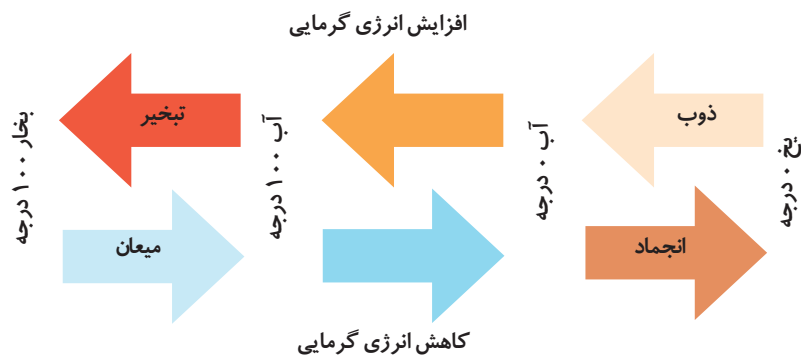 افزایش انرژی گرمایی
یخ ۰ درجه
ذوب
آب ۰ درجه
آب ۱۰۰ درجه
تبخیر
بخار ۱۰۰ درجه
انجماد
میعان
کاهش انرژی گرمایی